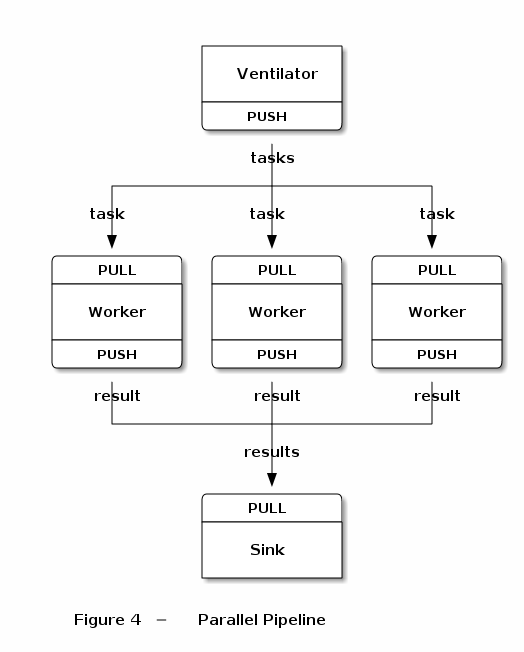 Ventilator
PUSH
tasks
task task task
PULL PULL PULL
Worker Worker Worker
PUSH PUSH PUSH
result result result
results
PULL
Sink
Figure 4 – Parallel Pipeline